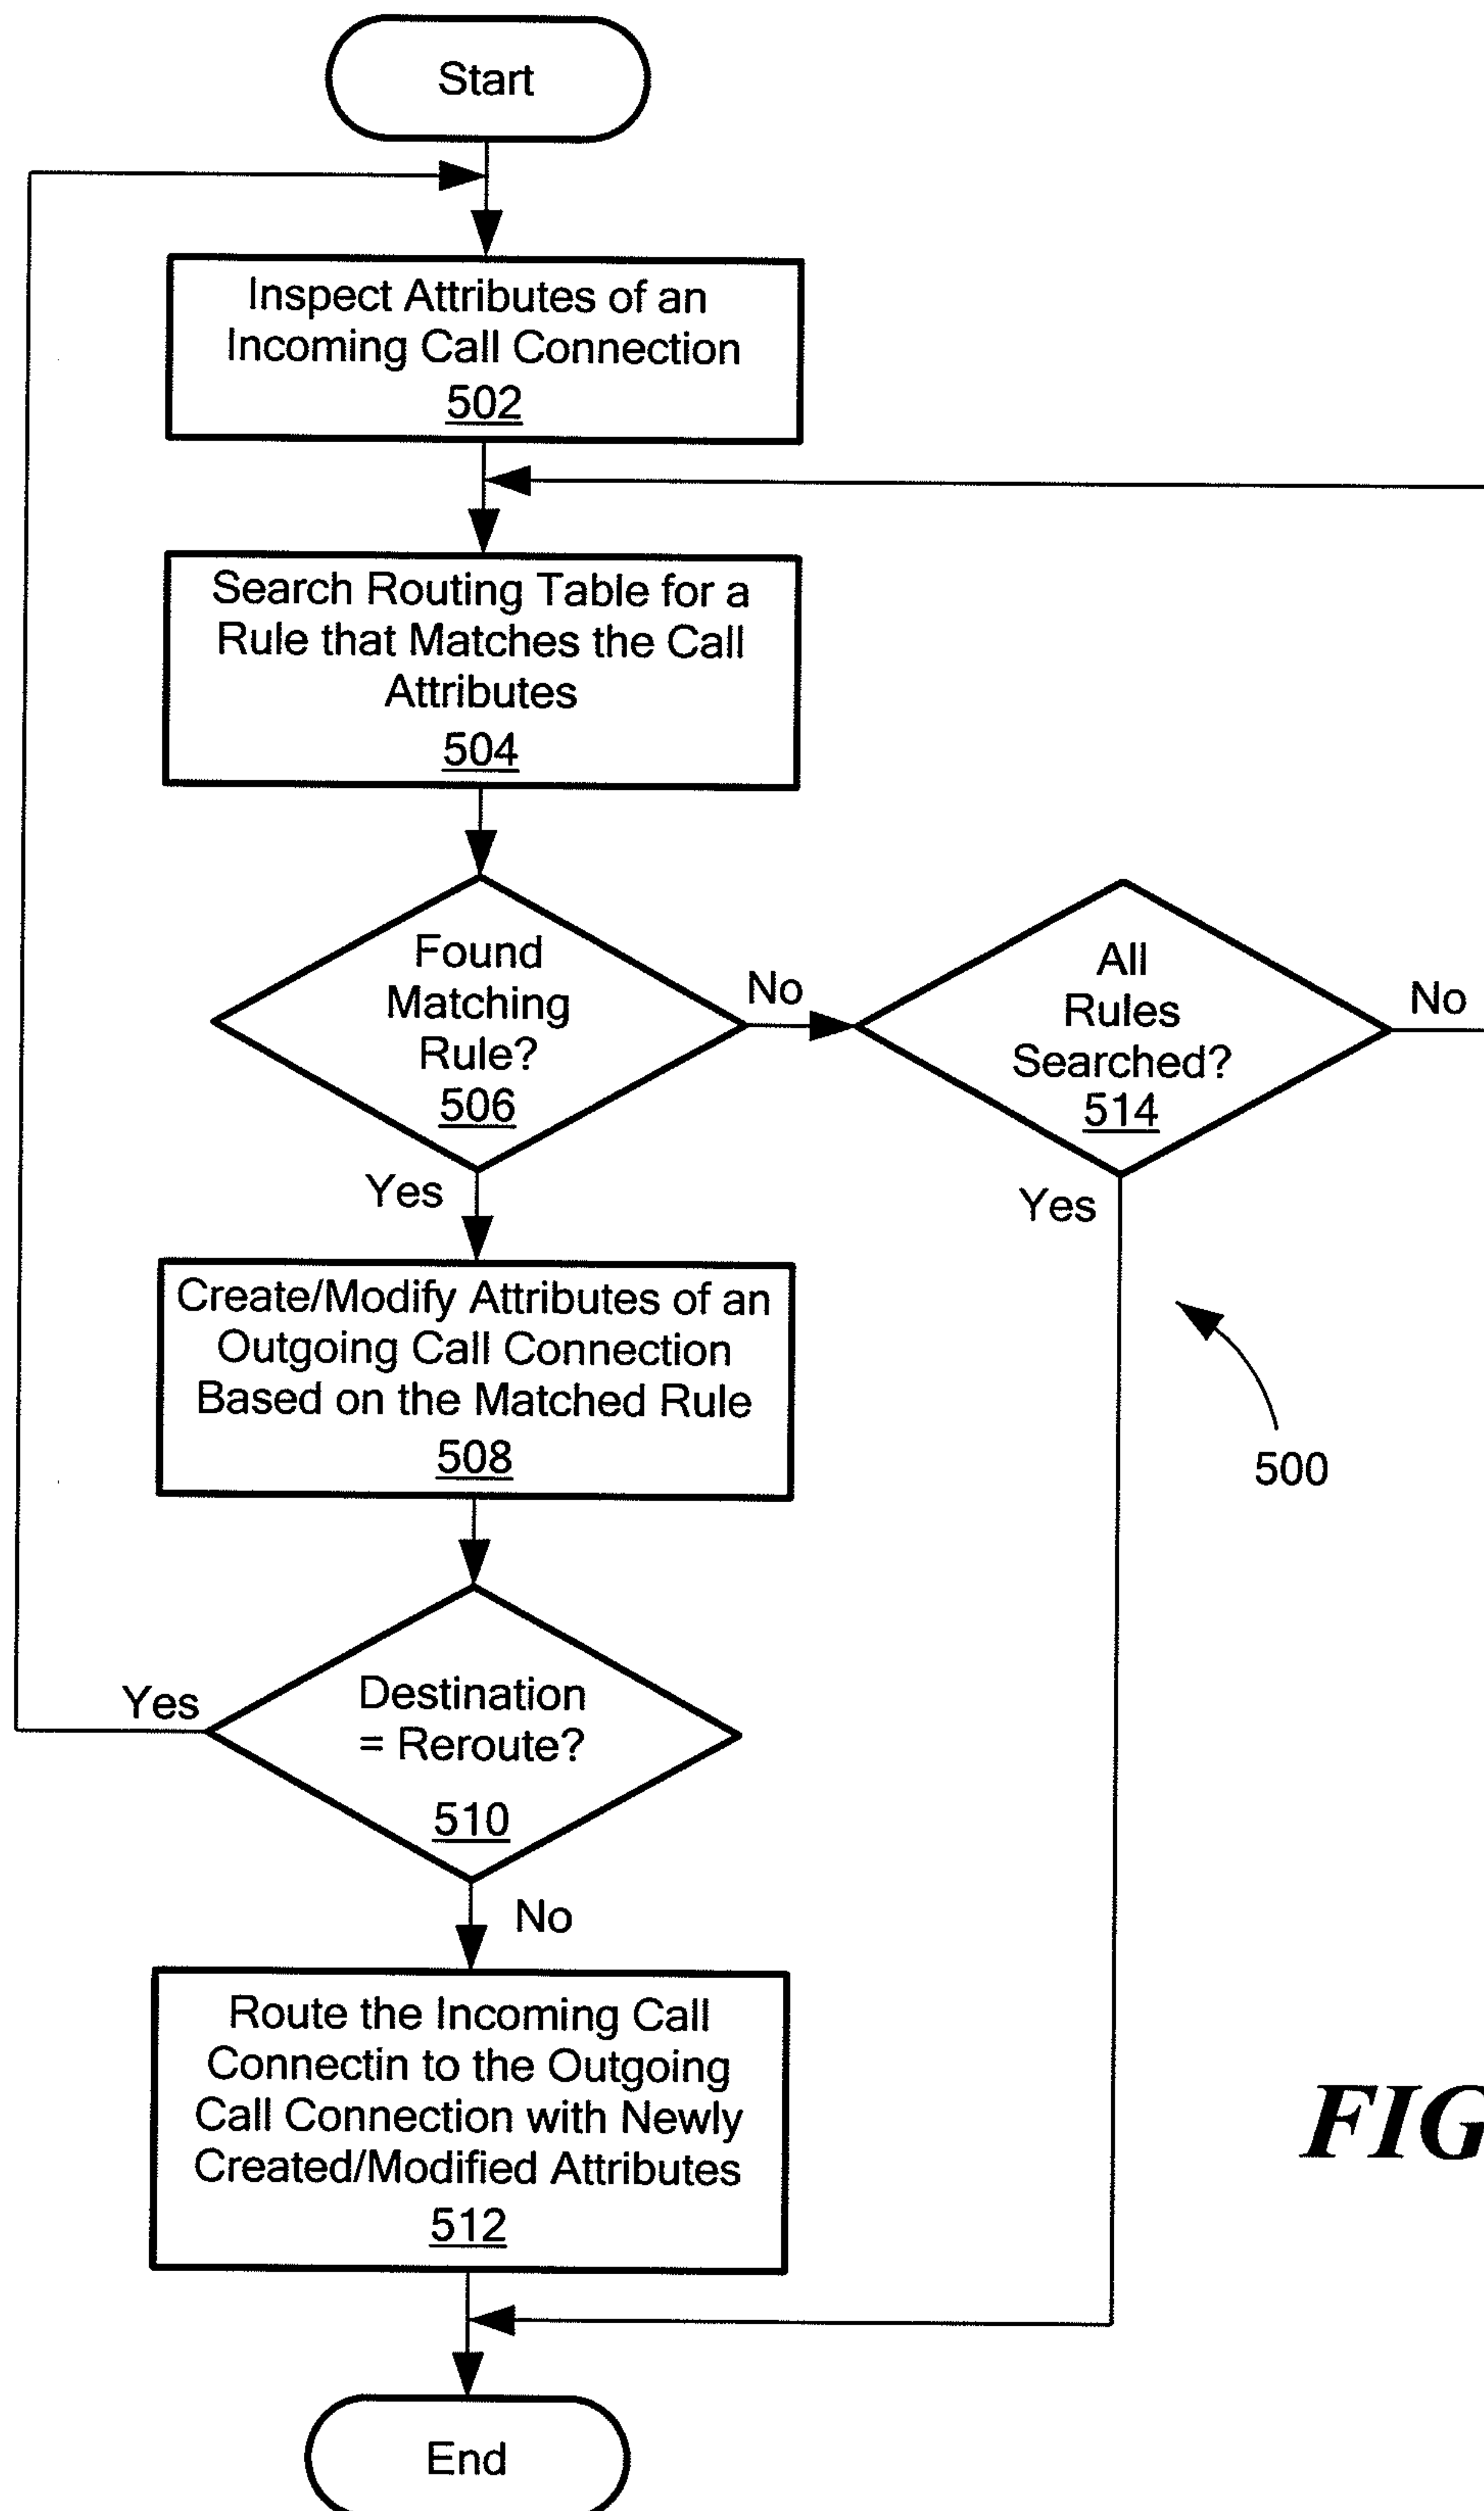 Start
Inspect Attributes of an
Incoming Call Connection
502
Search Routing Table for a
Rule that Matches the Call
Attributes
504
Found
Matching
Rule?
506
No
All
Rules
Searched?
514
No
Yes
Yes
Create/Modify Attributes of an
Outgoing Call Connection
Based on the Matched Rule
508
500
Destination
= Reroute?
510
Yes
No
Route the Incoming Call
Connectin to the Outgoing
Call Connection with Newly
Created/Modified Attributes
512
FIG
End